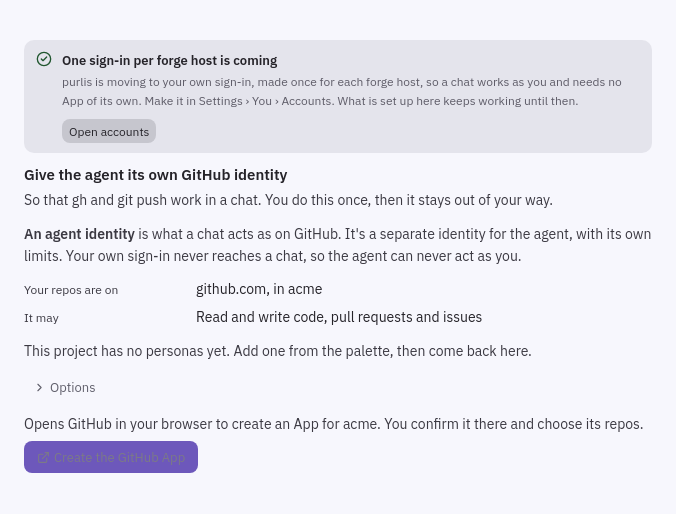 One sign-in per forge host is coming
purlis is moving to your own sign-in, made once for each forge host, so a chat works as you and needs no
App of its own. Make it in Settings › You › Accounts. What is set up here keeps working until then.
Open accounts
Give the agent its own GitHub identity
So that gh and git push work in a chat. You do this once, then it stays out of your way.
An agent identity is what a chat acts as on GitHub. It's a separate identity for the agent, with its own
limits. Your own sign-in never reaches a chat, so the agent can never act as you.
Your repos are on github.com, in acme
It may Read and write code, pull requests and issues
This project has no personas yet. Add one from the palette, then come back here.
Options
Opens GitHub in your browser to create an App for acme. You confirm it there and choose its repos.
Create the GitHub App